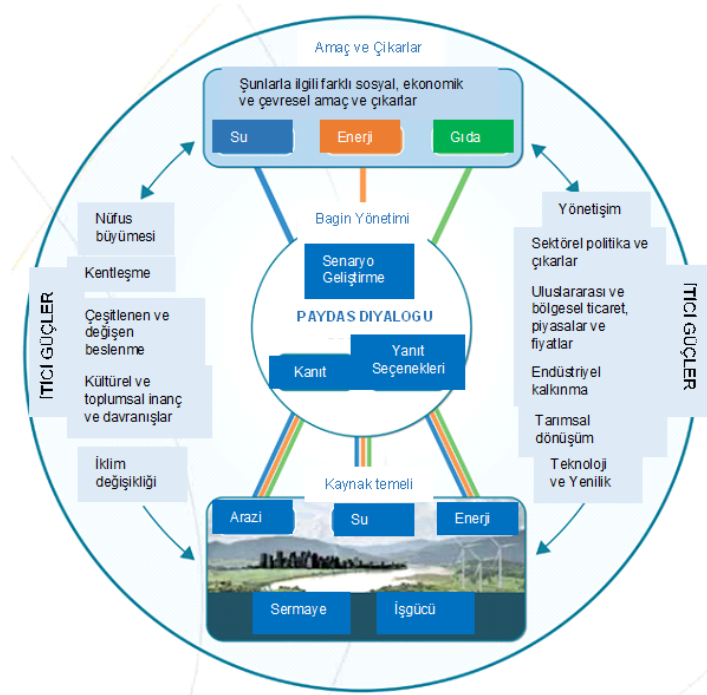 Amaç ve Çikarlar
Şunlarla ilgili farklı sosyal, ekonomik
ve çevresel amaç ve çıkarlar
Su
Enerji
Gıda
Bagin Yönetimi
Senaryo
Geliştirme
PAYDAS DIYALOGU
Kanıt
Yanıt
Seçenekleri
İTİCİ GÜÇLER
Nüfus
büyümesi
Kentleşme
Çeşitlenen ve
değişen
beslenme
Kültürel ve
toplumsal inanç
ve davranışlar
İklim
değişikliği
Yönetişim
Sektörel politika ve
çıkarlar
Uluslararası ve
bölgesel ticaret,
piyasalar ve
fiyatlar
Endüstriyel
kalkınma
Tarımsal
dönüşüm
Teknoloji
ve Yenilik
İTİCİ GÜÇLER
Kaynak temeli
Arazi
Su
Enerji
Sermaye
İşgücü